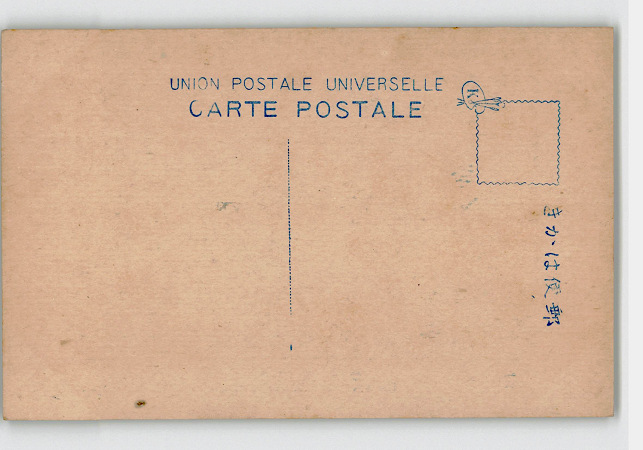 UNION POSTALE UNIVERSELLE
CARTE POSTALE
K
きかは便郵